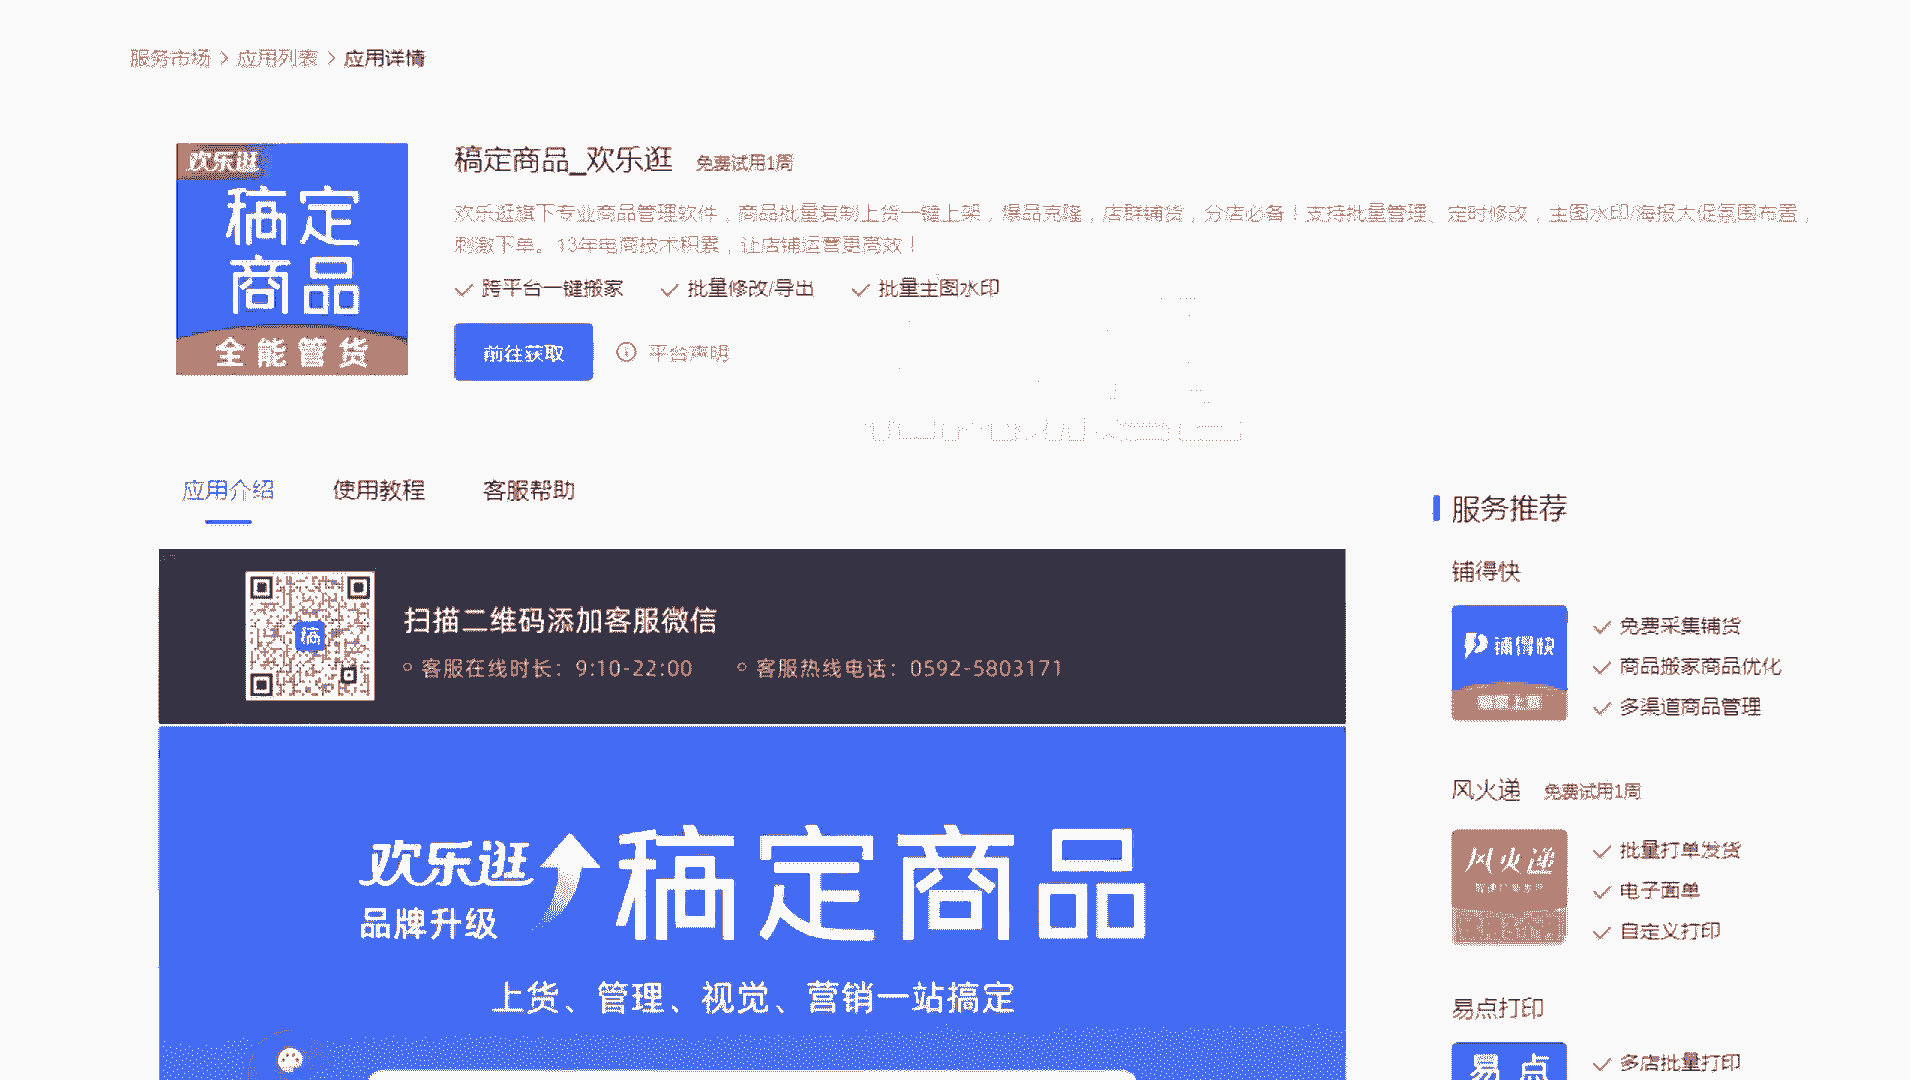 服务市场 > 应用列表 > 应用详情
欢乐逛
稿定
商品
全能管货
稿定商品_欢乐逛 免费试用1周
欢乐逛旗下专业商品管理软件，商品批量复制上货一键上架，爆品克隆，店群铺货，分店必备！支持批量管理、定时修改，主图水印/海报大促氛围布置，
刺激下单。13年电商技术积累，让店铺运营更高效！
跨平台一键搬家 批量修改/导出 批量主图水印
前往获取 平台声明
应用介绍 使用教程 客服帮助
稿
扫描二维码添加客服微信
客服在线时长：9:10-22:00 客服热线电话：0592-5803171
欢乐逛
品牌升级
稿定商品
上货、管理、视觉、营销一站搞定
服务推荐
铺得快
铺得快
免费采集铺货
商品搬家商品优化
多渠道商品管理
风火递 免费试用1周
风火递
批量打单发货
电子面单
自定义打印
易点打印
易点
多店批量打印